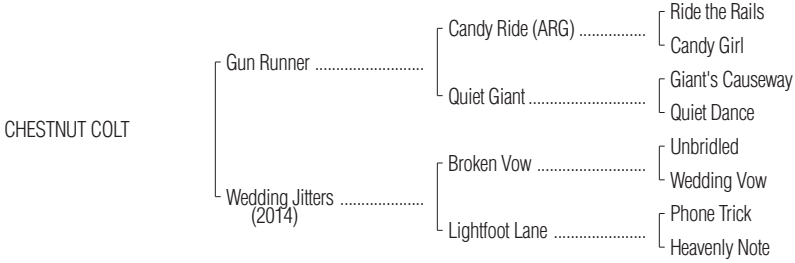 Ride the Rails
Candy Ride (ARG) ................
Candy Girl
Gun Runner ..........................
Giant's Causeway
Quiet Giant ............................
Quiet Dance
CHESTNUT COLT
Unbridled
Broken Vow ..........................
Wedding Vow
Wedding Jitters ....................
(2014)
Phone Trick
Lightfoot Lane ......................
Heavenly Note